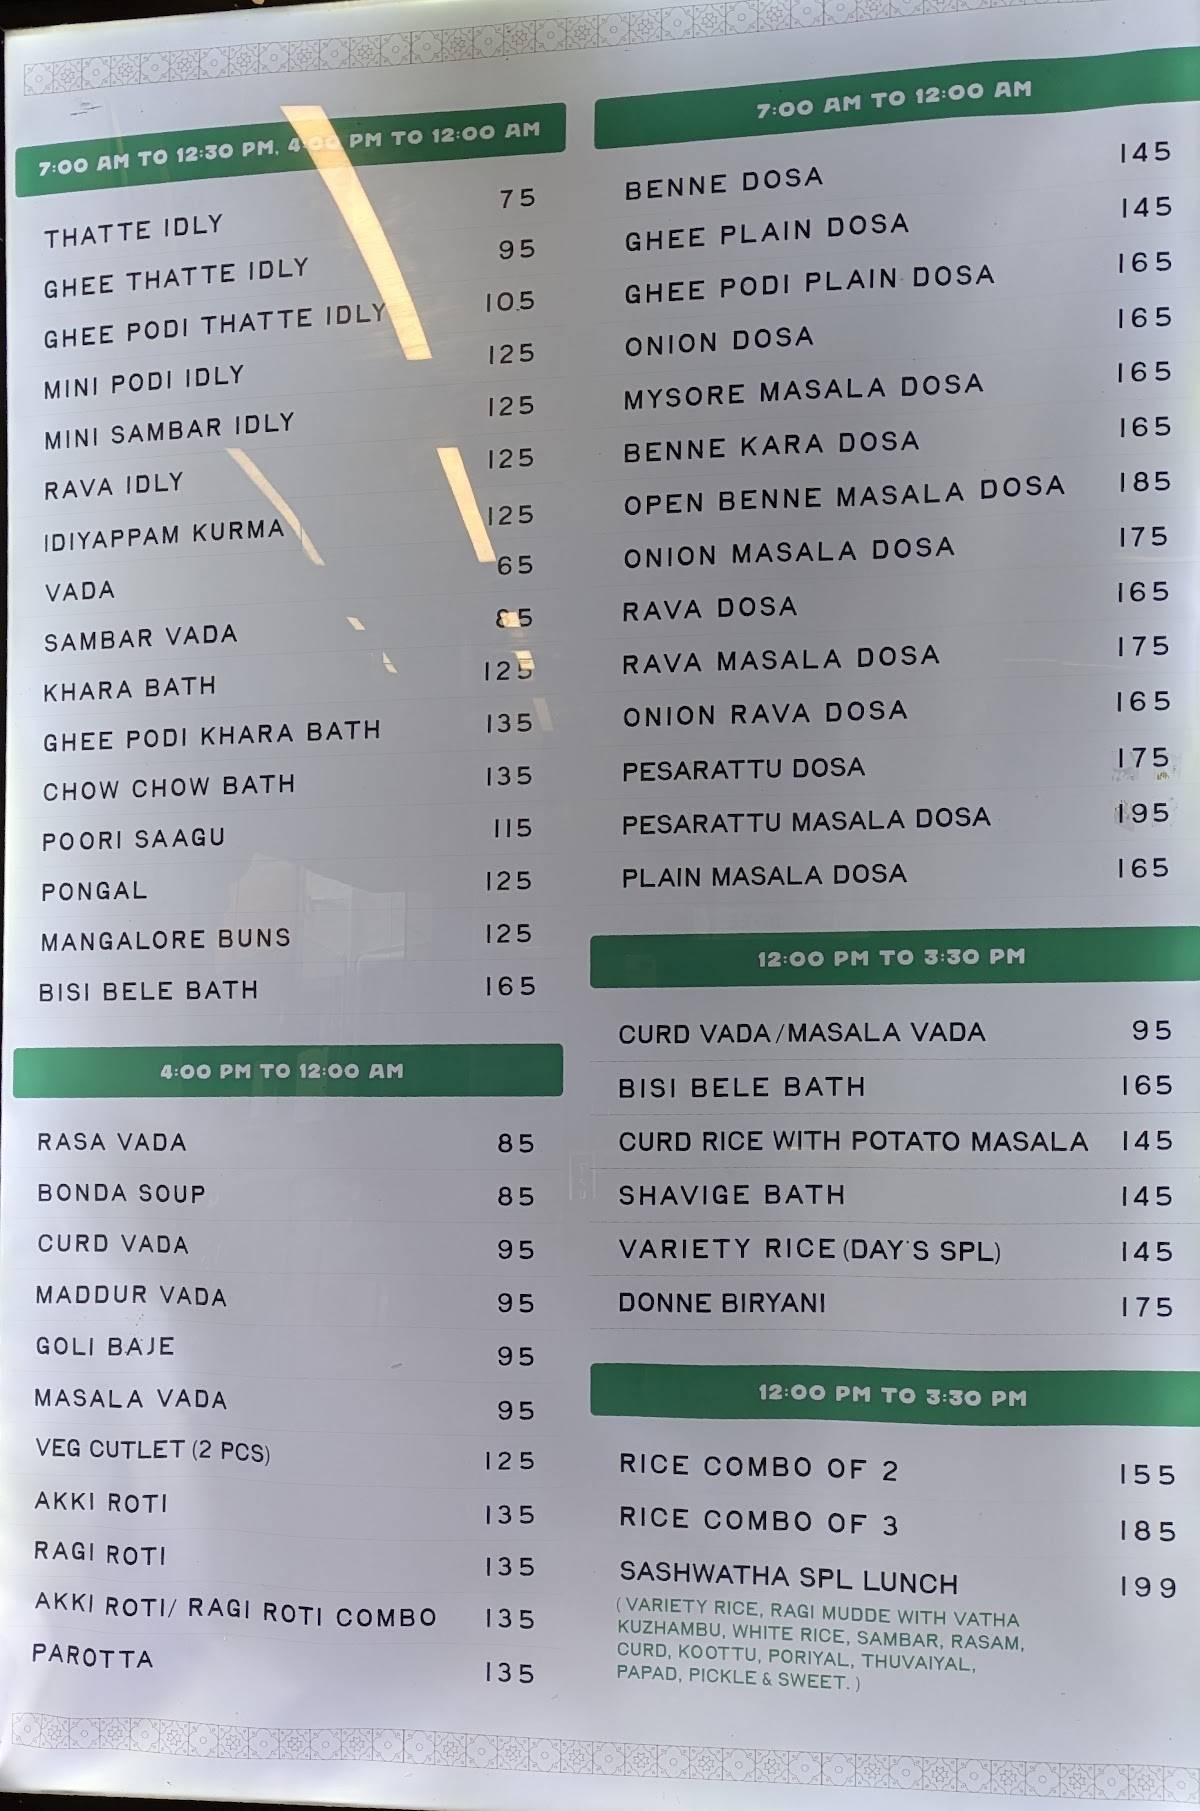 7:00 AM TO 12:30 PM, 4:00 PM TO 12:00 AM
THATTE IDLY 75
GHEE THATTE IDLY 95
GHEE PODI THATTE IDLY 105
MINI PODI IDLY 125
MINI SAMBAR IDLY 125
RAVA IDLY 125
IDIYAPPAM KURMA 125
VADA 65
SAMBAR VADA 85
KHARA BATH 125
GHEE PODI KHARA BATH 135
CHOW CHOW BATH 135
POORI SAAGU 115
PONGAL 125
MANGALORE BUNS 125
BISI BELE BATH 165
4:00 PM TO 12:00 AM
RASA VADA 85
BONDA SOUP 85
CURD VADA 95
MADDUR VADA 95
GOLI BAJE 95
MASALA VADA 95
VEG CUTLET (2 PCS) 125
AKKI ROTI 135
RAGI ROTI 135
AKKI ROTI/ RAGI ROTI COMBO 135
PAROTTA 135
7:00 AM TO 12:00 AM
BENNE DOSA 145
GHEE PLAIN DOSA 145
GHEE PODI PLAIN DOSA 165
ONION DOSA 165
MYSORE MASALA DOSA 165
BENNE KARA DOSA 165
OPEN BENNE MASALA DOSA 185
ONION MASALA DOSA 175
RAVA DOSA 165
RAVA MASALA DOSA 175
ONION RAVA DOSA 165
PESARATTU DOSA 175
PESARATTU MASALA DOSA 195
PLAIN MASALA DOSA 165
12:00 PM TO 3:30 PM
CURD VADA/MASALA VADA 95
BISI BELE BATH 165
CURD RICE WITH POTATO MASALA 145
SHAVIGE BATH 145
VARIETY RICE (DAY'S SPL) 145
DONNE BIRYANI 175
12:00 PM TO 3:30 PM
RICE COMBO OF 2 155
RICE COMBO OF 3 185
SASHWATHA SPL LUNCH 199
(VARIETY RICE, RAGI MUDDE WITH VATHA
KUZHAMBU, WHITE RICE, SAMBAR, RASAM,
CURD, KOOTTU, PORIYAL, THUVAIYAL,
PAPAD, PICKLE & SWEET.)